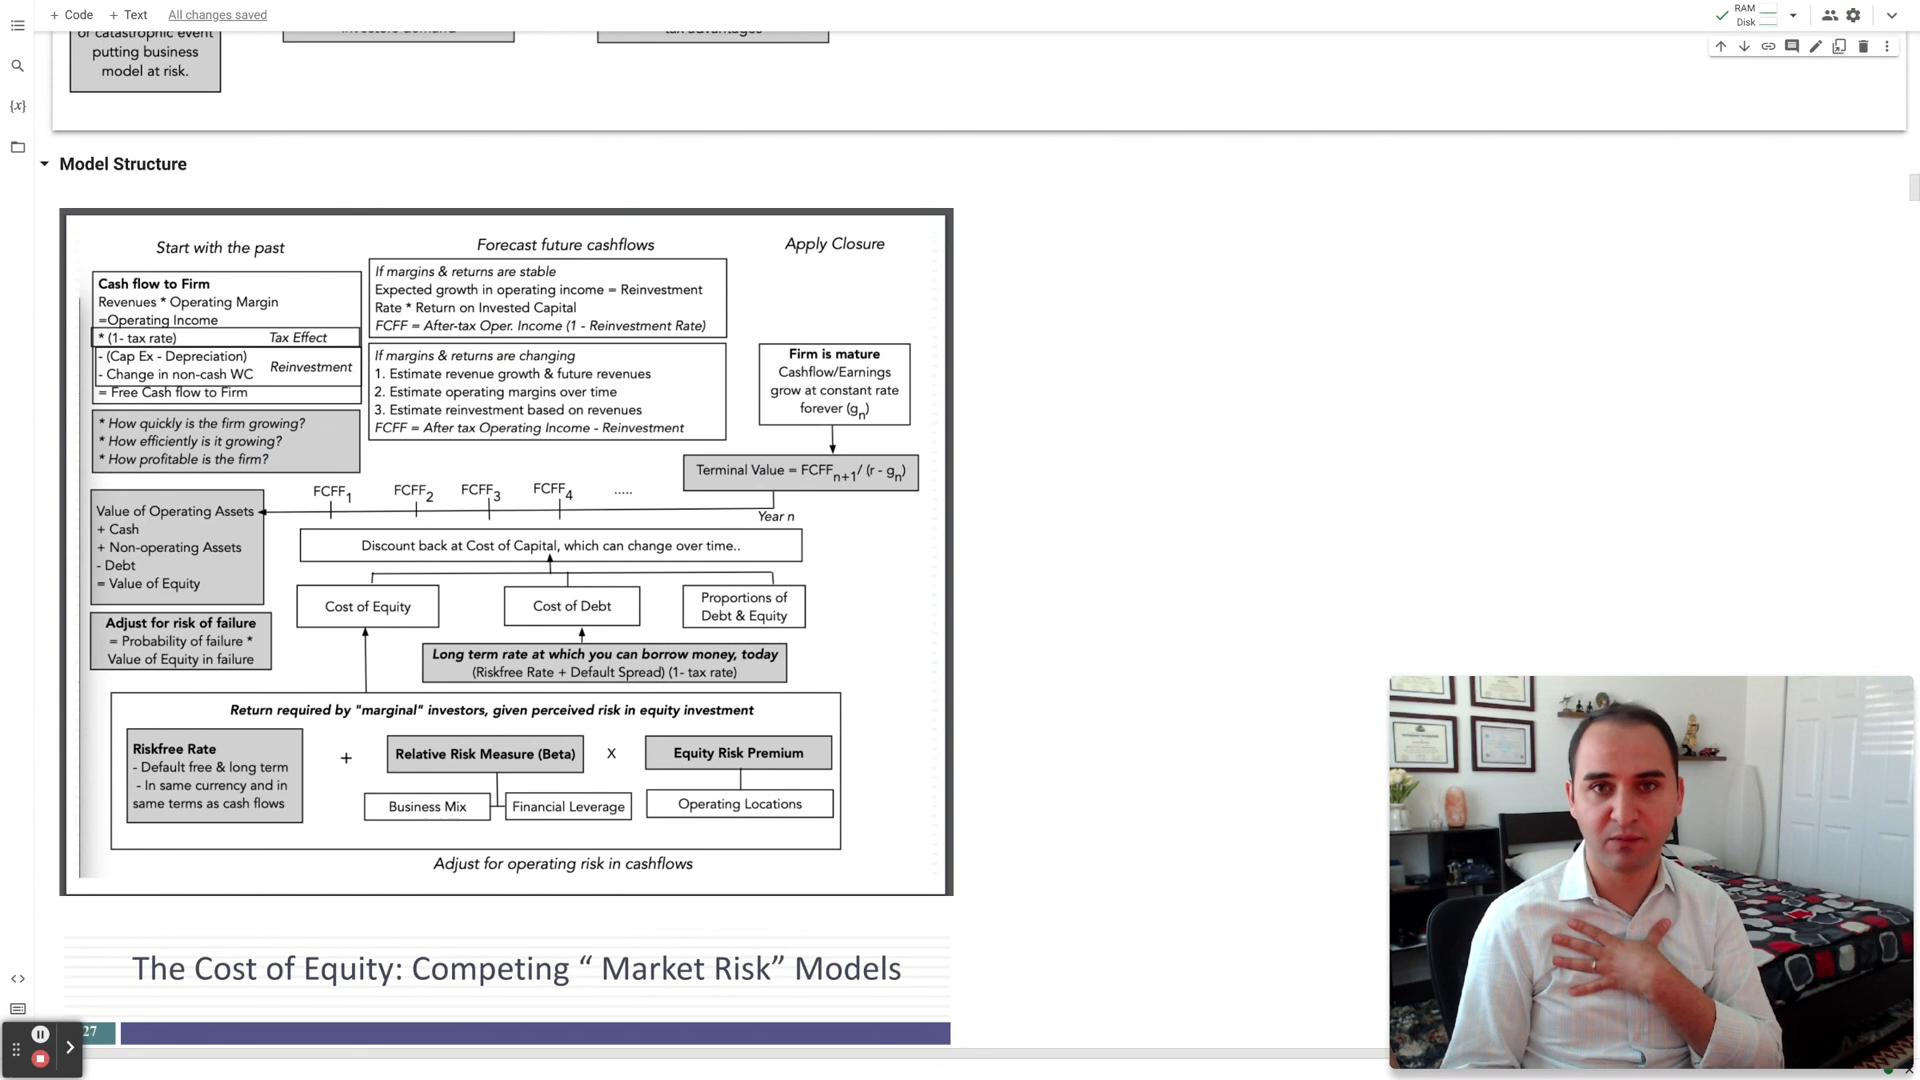 Code
Text
All changes saved
RAM
Disk
or catastrophic event
putting business
model at risk.
investors demand
tax advantages
{x}
Model Structure
Start with the past
Forecast future cashflows
Apply Closure
Cash flow to Firm
Revenues * Operating Margin
=Operating Income
* (1- tax rate) Tax Effect
- (Cap Ex - Depreciation)
- Change in non-cash WC
Reinvestment
= Free Cash flow to Firm
* How quickly is the firm growing?
* How efficiently is it growing?
* How profitable is the firm?
If margins & returns are stable
Expected growth in operating income = Reinvestment
Rate * Return on Invested Capital
FCFF = After-tax Oper. Income (1 - Reinvestment Rate)
If margins & returns are changing
1. Estimate revenue growth & future revenues
2. Estimate operating margins over time
3. Estimate reinvestment based on revenues
FCFF = After tax Operating Income - Reinvestment
Firm is mature
Cashflow/Earnings
grow at constant rate
forever (gn)
Terminal Value = FCFFn+1/ (r - gn)
FCFF1 FCFF2 FCFF3 FCFF4 .....
Year n
Value of Operating Assets
+ Cash
+ Non-operating Assets
- Debt
= Value of Equity
Discount back at Cost of Capital, which can change over time..
Cost of Equity
Cost of Debt
Proportions of
Debt & Equity
Adjust for risk of failure
= Probability of failure *
Value of Equity in failure
Long term rate at which you can borrow money, today
(Riskfree Rate + Default Spread) (1- tax rate)
Return required by "marginal" investors, given perceived risk in equity investment
Riskfree Rate
- Default free & long term
- In same currency and in
same terms as cash flows
+
Relative Risk Measure (Beta)
X
Equity Risk Premium
Business Mix
Financial Leverage
Operating Locations
Adjust for operating risk in cashflows
The Cost of Equity: Competing “ Market Risk” Models
27